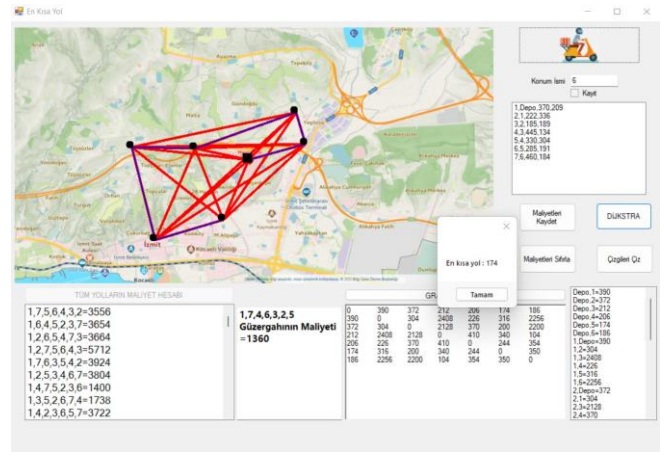 En Kısa Yol
Konum İsmi 6
Kayıt
1,Depo,370,209
2,1,222,336
3,2,185,189
4,3,445,134
5,4,330,304
6,5,285,191
7,6,460,184
Maliyetleri Kaydet
DİJKSTRA
Maliyetleri Sıfırla
Çizgileri Çiz
İzmit
Kocaeli Valiliği
En kısa yol : 174
Tamam
TÜM YOLLARIN MALİYET HESABI
1,7,5,6,4,3,2=3556
1,6,4,5,2,3,7=3654
1,2,6,5,4,7,3=3664
1,2,7,5,6,4,3=5712
1,7,6,3,5,4,2=3924
1,2,5,3,4,6,7=3804
1,4,7,5,2,3,6=1400
1,3,5,2,6,7,4=1738
1,4,2,3,6,5,7=3722
1,7,4,6,3,2,5
Güzergahının Maliyeti
=1360
GR
0 390 372 212 206 174 186
390 0 304 2408 226 316 2256
372 304 0 2128 370 200 2200
212 2408 2128 0 410 340 104
206 226 370 410 0 244 354
174 316 200 340 244 0 350
186 2256 2200 104 354 350 0
Depo,1=390
Depo,2=372
Depo,3=212
Depo,4=206
Depo,5=174
Depo,6=186
1,Depo=390
1,2=304
1,3=2408
1,4=226
1,5=316
1,6=2256
2,Depo=372
2,1=304
2,3=2128
2,4=370